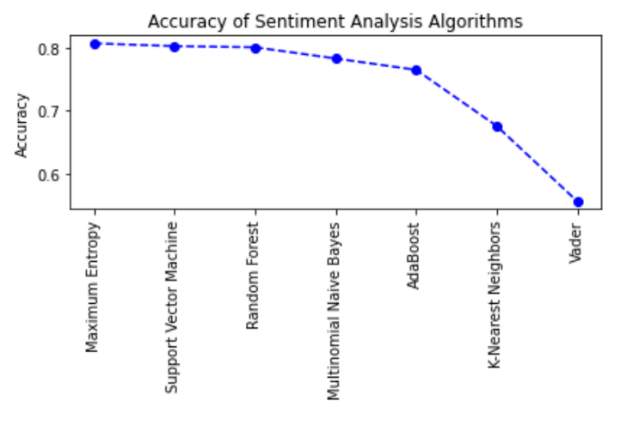 Accuracy of Sentiment Analysis Algorithms
Accuracy
0.8
0.7
0.6
Maximum Entropy
Support Vector Machine
Random Forest
Multinomial Naive Bayes
AdaBoost
K-Nearest Neighbors
Vader